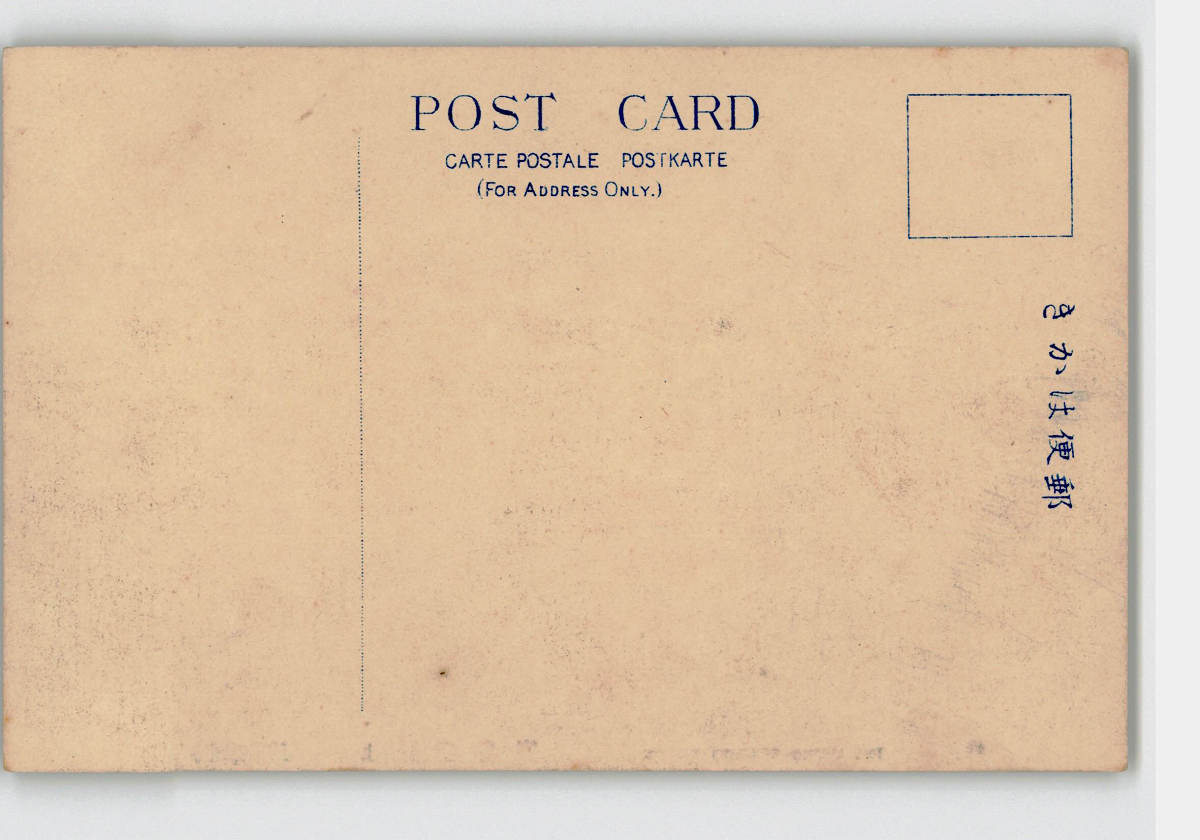 POST CARD
CARTE POSTALE POSTKARTE
(FOR ADDRESS ONLY.)
郵便はかき